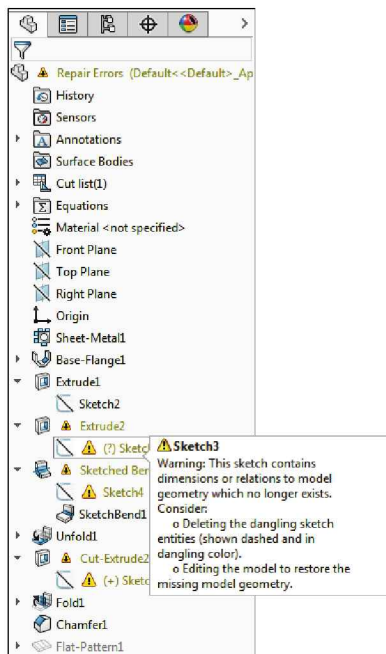 Repair Errors (Default<<Default>_Ap
History
Sensors
Annotations
Surface Bodies
Cut list(1)
Equations
Material <not specified>
Front Plane
Top Plane
Right Plane
Origin
Sheet-Metal1
Base-Flange1
Extrude1
Sketch2
Extrude2
(?) Sketch
Sketched Ben
Sketch4
SketchBend1
Unfold1
Cut-Extrude2
(+) Sketc
Fold1
Chamfer1
Flat-Pattern1
Sketch3
Warning: This sketch contains
dimensions or relations to model
geometry which no longer exists.
Consider:
o Deleting the dangling sketch
entities (shown dashed and in
dangling color).
o Editing the model to restore the
missing model geometry.